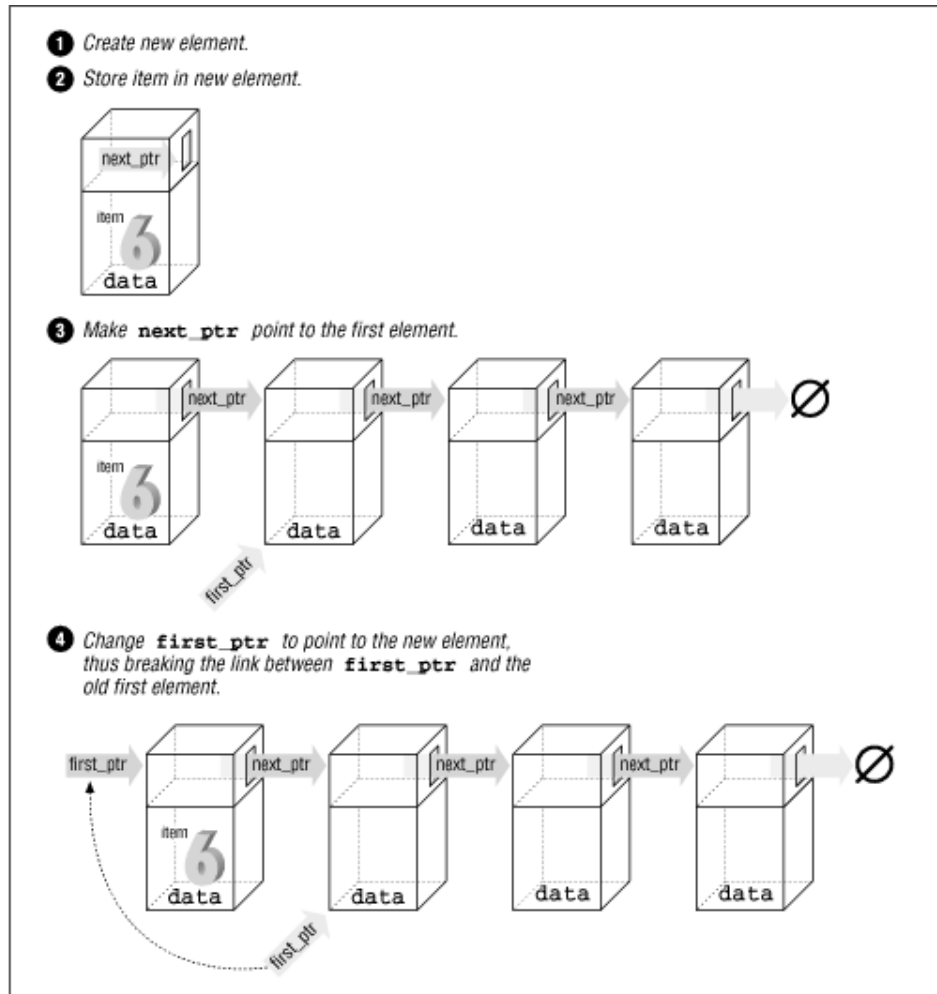 1 Create new element.
2 Store item in new element.
next_ptr
item
6
data
3 Make next_ptr point to the first element.
next_ptr next_ptr next_ptr ∅
item
6
data data data data
first_ptr
4 Change first_ptr to point to the new element,
thus breaking the link between first_ptr and the
old first element.
first_ptr next_ptr next_ptr next_ptr ∅
item
6
data data data data
first_ptr